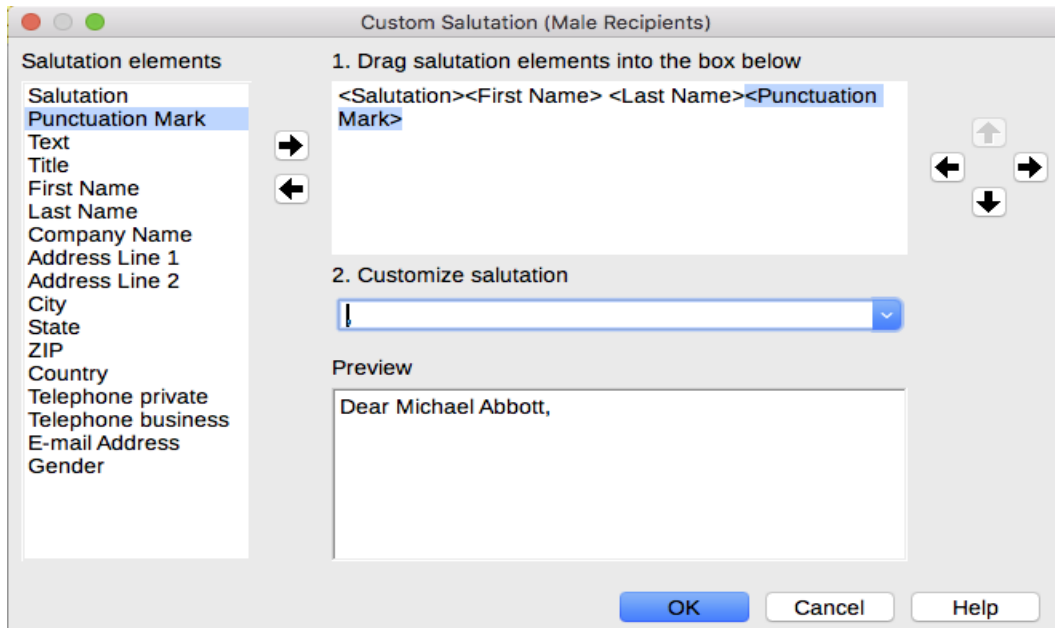 Custom Salutation (Male Recipients)
Salutation elements
Salutation
Punctuation Mark
Text
Title
First Name
Last Name
Company Name
Address Line 1
Address Line 2
City
State
ZIP
Country
Telephone private
Telephone business
E-mail Address
Gender
1. Drag salutation elements into the box below
<Salutation><First Name> <Last Name><Punctuation
Mark>
2. Customize salutation
,
Preview
Dear Michael Abbott,
OK
Cancel
Help